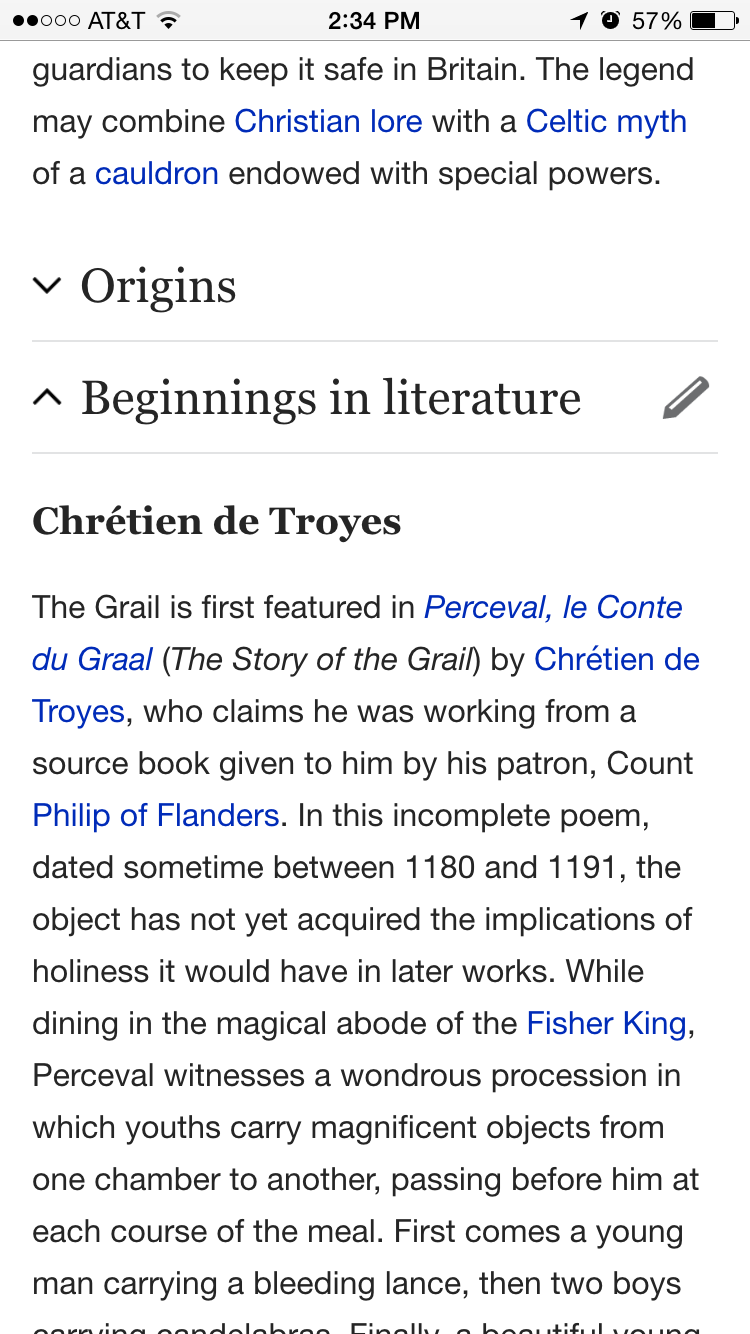 AT&T 2:34 PM 57%
guardians to keep it safe in Britain. The legend
may combine Christian lore with a Celtic myth
of a cauldron endowed with special powers.
Origins
Beginnings in literature
Chrétien de Troyes
The Grail is first featured in Perceval, le Conte
du Graal (The Story of the Grail) by Chrétien de
Troyes, who claims he was working from a
source book given to him by his patron, Count
Philip of Flanders. In this incomplete poem,
dated sometime between 1180 and 1191, the
object has not yet acquired the implications of
holiness it would have in later works. While
dining in the magical abode of the Fisher King,
Perceval witnesses a wondrous procession in
which youths carry magnificent objects from
one chamber to another, passing before him at
each course of the meal. First comes a young
man carrying a bleeding lance, then two boys
carrying candelabras. Finally, a beautiful young